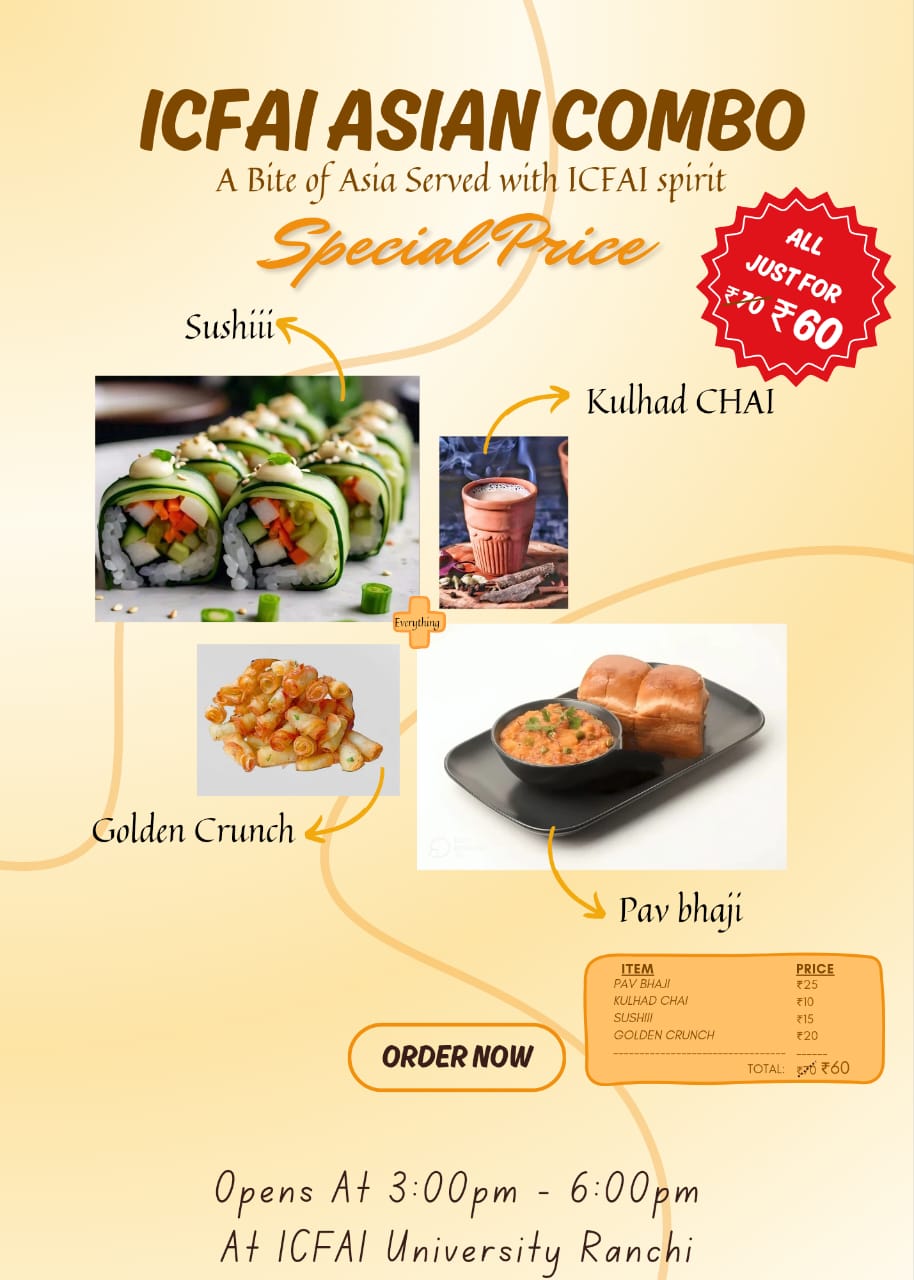 ICFAI ASIAN COMBO
A Bite of Asia Served with ICFAI spirit
Special Price
ALL
JUST FOR
₹70 ₹60
Sushiii
Kulhad CHAI
Everything
Golden Crunch
Pav bhaji
ITEM PRICE
PAV BHAJI ₹25
KULHAD CHAI ₹10
SUSHIII ₹15
GOLDEN CRUNCH ₹20
TOTAL: ₹70 ₹60
ORDER NOW
Opens At 3:00pm - 6:00pm
At ICFAI University Ranchi